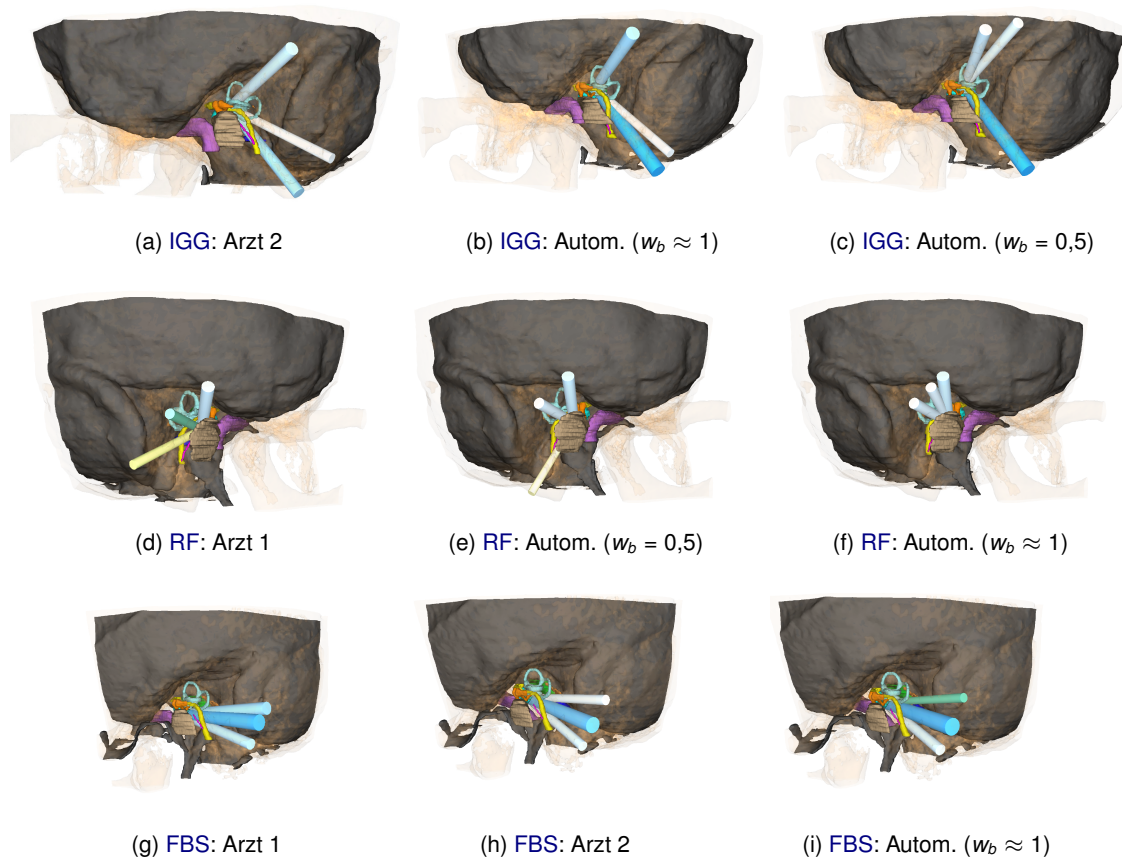 (a) IGG: Arzt 2
(b) IGG: Autom. (w_b ≈ 1)
(c) IGG: Autom. (w_b = 0,5)
(d) RF: Arzt 1
(e) RF: Autom. (w_b = 0,5)
(f) RF: Autom. (w_b ≈ 1)
(g) FBS: Arzt 1
(h) FBS: Arzt 2
(i) FBS: Autom. (w_b ≈ 1)